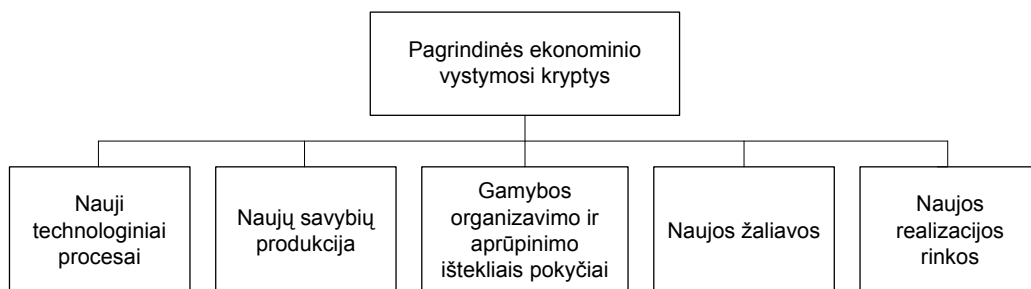 Pagrindinės ekonominio
vystymosi kryptys
Nauji
technologiniai
procesai
Naujų savybių
produkcija
Gamybos
organizavimo ir
aprūpinimo
ištekliais pokyčiai
Naujos žaliavos
Naujos
realizacijos
rinkos